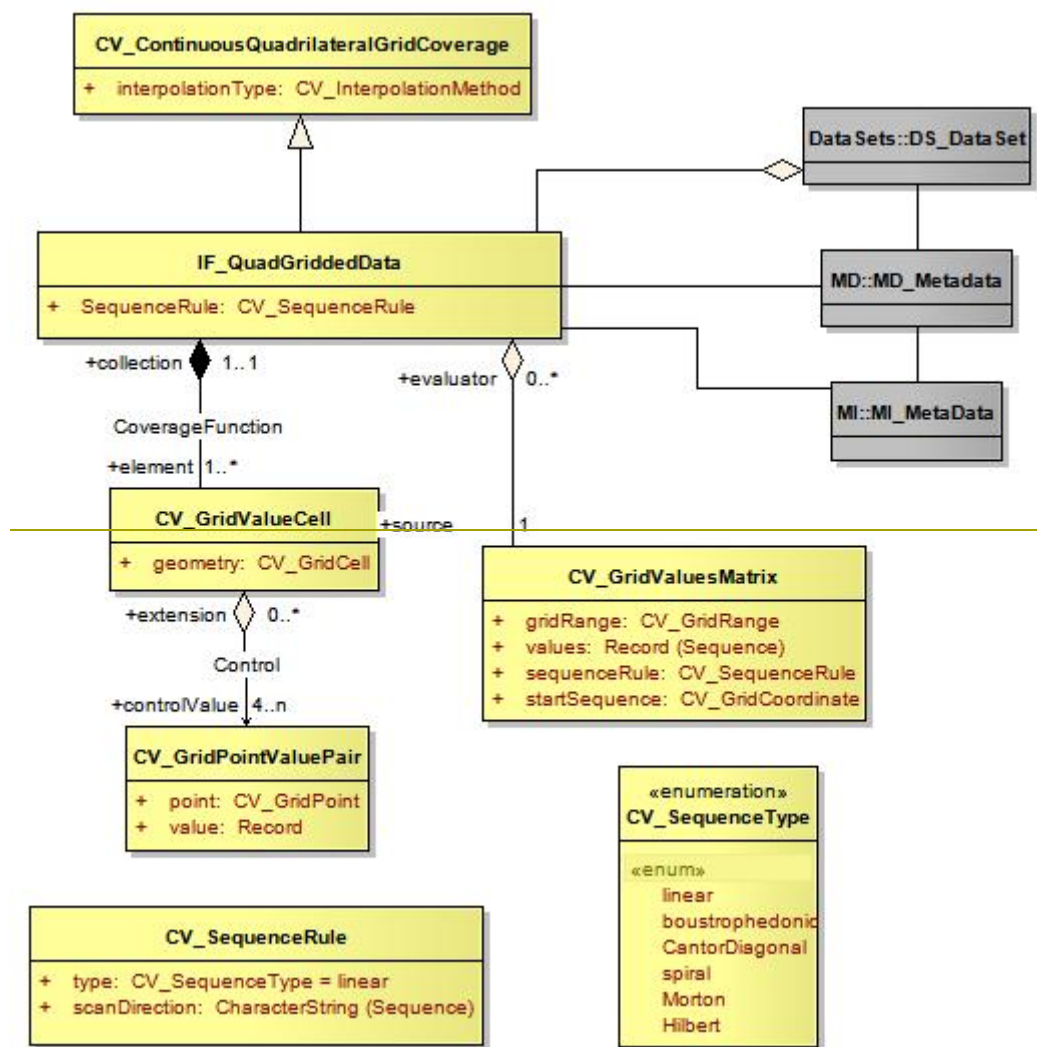 CV_ContinuousQuadrilateralGridCoverage
+ interpolationType: CV_InterpolationMethod
DataSets::DS_DataSet
IF_QuadGriddedData
+ SequenceRule: CV_SequenceRule
MD::MD_Metadata
+collection 1..1
+evaluator 0..*
MI::MI_MetaData
CoverageFunction
+element 1..*
CV_GridValueCell
+source 1
+ geometry: CV_GridCell
CV_GridValuesMatrix
+ gridRange: CV_GridRange
+ values: Record (Sequence)
+ sequenceRule: CV_SequenceRule
+ startSequence: CV_GridCoordinate
+extension 0..*
Control
+controlValue 4..n
CV_GridPointValuePair
+ point: CV_GridPoint
+ value: Record
«enumeration»
CV_SequenceType
«enum»
linear
boustrophedonic
CantorDiagonal
spiral
Morton
Hilbert
CV_SequenceRule
+ type: CV_SequenceType = linear
+ scanDirection: CharacterString (Sequence)